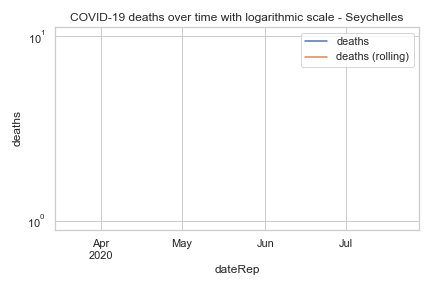 COVID-19 deaths over time with logarithmic scale - Seychelles
deaths
deaths (rolling)
10¹
deaths
10⁰
Apr May Jun Jul
2020
dateRep